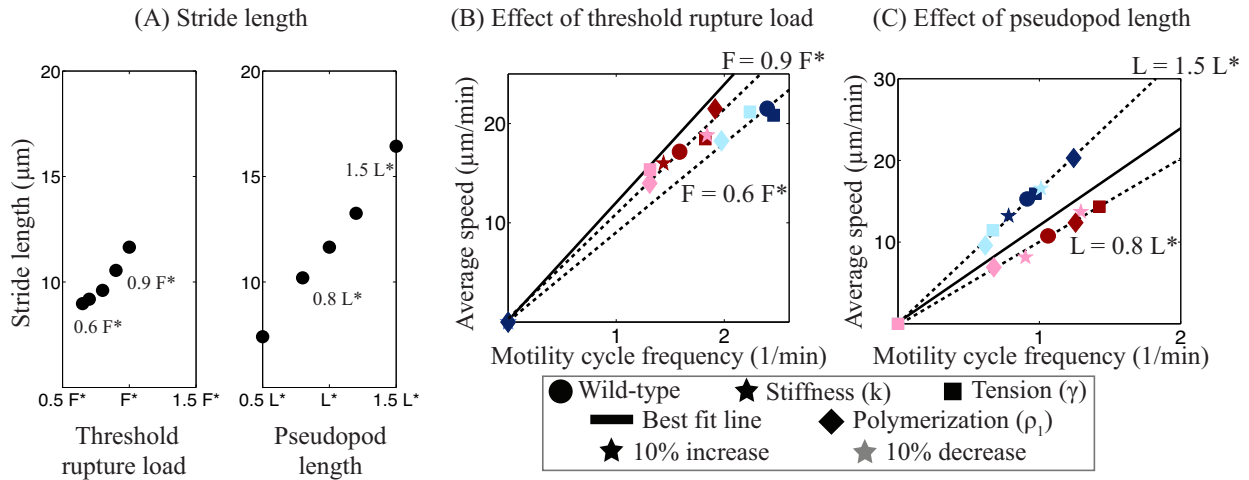 (A) Stride length
Stride length (μm)
20
15
10
0.9 F*
0.6 F*
0.5 F* F* 1.5 F*
Threshold
rupture load
20
15
10
1.5 L*
0.8 L*
0.5 L* L* 1.5 L*
Pseudopod
length
(B) Effect of threshold rupture load
Average speed (μm/min)
F = 0.9 F*
20
10
F = 0.6 F*
1 2
Motility cycle frequency (1/min)
(C) Effect of pseudopod length
Average speed (μm/min)
L = 1.5 L*
30
20
10
L = 0.8 L*
1 2
Motility cycle frequency (1/min)
Wild-type Stiffness (k) Tension (γ)
Best fit line Polymerization (ρ₁)
10% increase 10% decrease